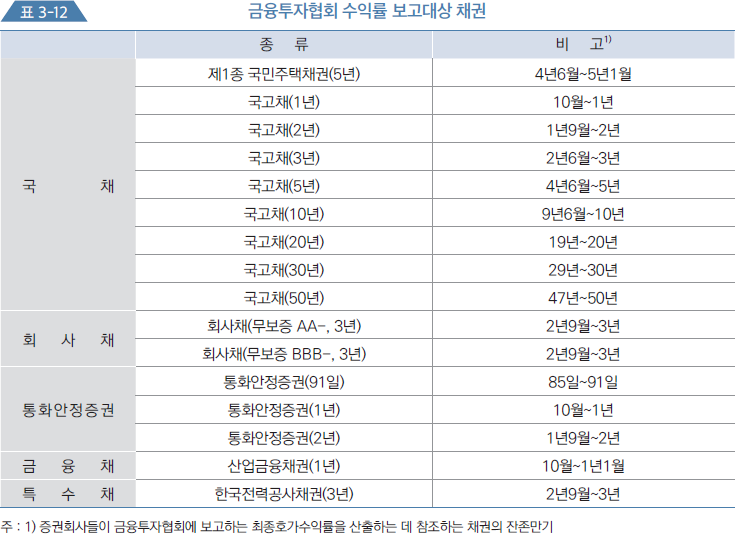 표 3-12 금융투자협회 수익률 보고대상 채권
종 류 비 고1)
국 채 제1종 국민주택채권(5년) 4년6월~5년1월
국고채(1년) 10월~1년
국고채(2년) 1년9월~2년
국고채(3년) 2년6월~3년
국고채(5년) 4년6월~5년
국고채(10년) 9년6월~10년
국고채(20년) 19년~20년
국고채(30년) 29년~30년
국고채(50년) 47년~50년
회 사 채 회사채(무보증 AA-, 3년) 2년9월~3년
회사채(무보증 BBB-, 3년) 2년9월~3년
통화안정증권 통화안정증권(91일) 85일~91일
통화안정증권(1년) 10월~1년
통화안정증권(2년) 1년9월~2년
금 융 채 산업금융채권(1년) 10월~1년1월
특 수 채 한국전력공사채권(3년) 2년9월~3년
주 : 1) 증권회사들이 금융투자협회에 보고하는 최종호가수익률을 산출하는 데 참조하는 채권의 잔존만기